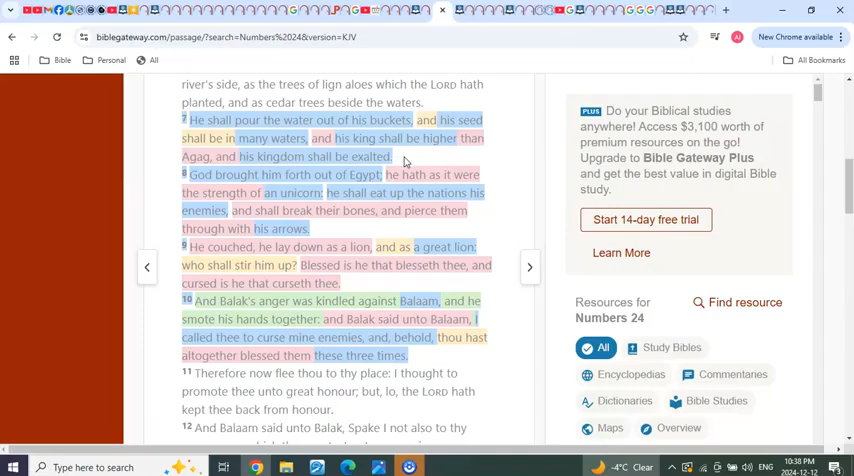 biblegateway.com/passage/?search=Numbers%2024&version=KJV
AI
New Chrome available
Bible
Personal
AI
All Bookmarks
river's side, as the trees of lign aloes which the LORD hath
planted, and as cedar trees beside the waters.
7 He shall pour the water out of his buckets, and his seed
shall be in many waters, and his king shall be higher than
Agag, and his kingdom shall be exalted.
8 God brought him forth out of Egypt; he hath as it were
the strength of an unicorn: he shall eat up the nations his
enemies, and shall break their bones, and pierce them
through with his arrows.
9 He couched, he lay down as a lion, and as a great lion:
who shall stir him up? Blessed is he that blesseth thee, and
cursed is he that curseth thee.
10 And Balak's anger was kindled against Balaam, and he
smote his hands together: and Balak said unto Balaam, I
called thee to curse mine enemies, and, behold, thou hast
altogether blessed them these three times.
11 Therefore now flee thou to thy place: I thought to
promote thee unto great honour; but, lo, the LORD hath
kept thee back from honour.
12 And Balaam said unto Balak, Spake I not also to thy
PLUS Do your Biblical studies
anywhere! Access $3,100 worth of
premium resources on the go!
Upgrade to Bible Gateway Plus
and get the best value in digital Bible
study.
Start 14-day free trial
Learn More
Resources for
Numbers 24
Find resource
All
Study Bibles
Encyclopedias
Commentaries
Dictionaries
Bible Studies
Maps
Overview
Type here to search
-4°C Clear
ENG
10:38 PM
2024-12-12